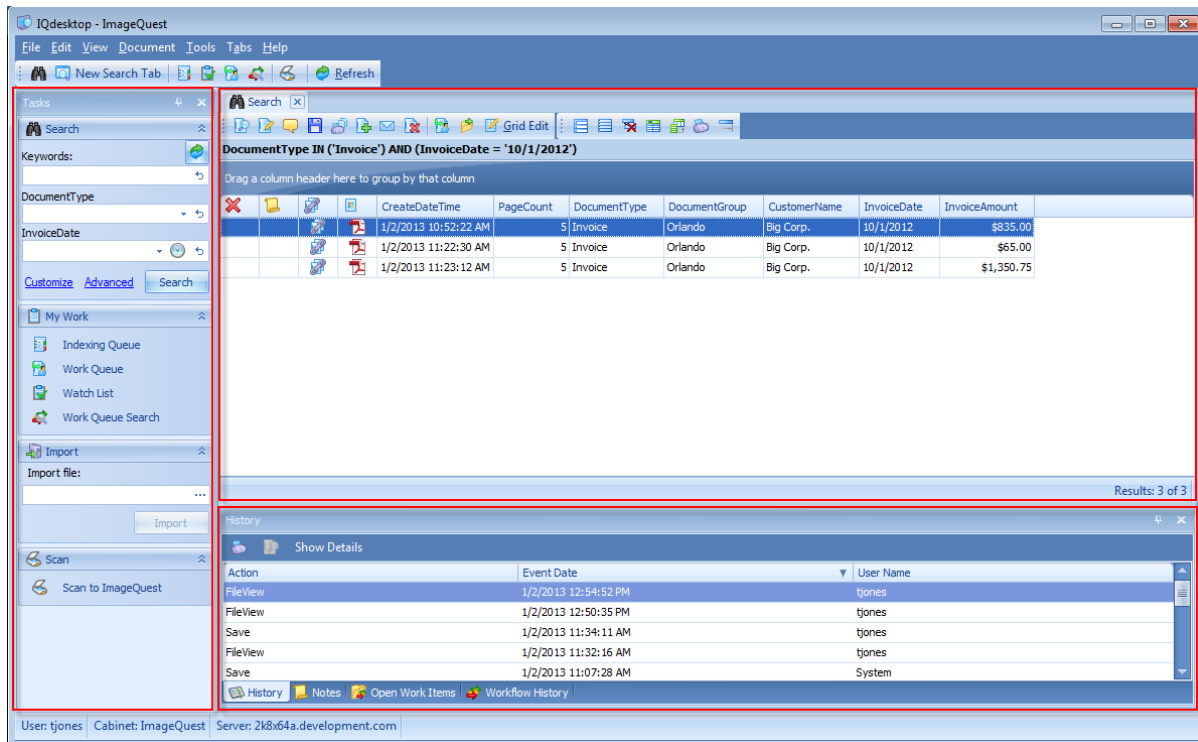 IQdesktop - ImageQuest
File Edit View Document Tools Tabs Help
New Search Tab Refresh
Tasks
Search
Keywords:
DocumentType
InvoiceDate
Customize Advanced Search
My Work
Indexing Queue
Work Queue
Watch List
Work Queue Search
Import
Import file:
...
Import
Scan
Scan to ImageQuest
Search
Grid Edit
DocumentType IN ('Invoice') AND (InvoiceDate = '10/1/2012')
Drag a column header here to group by that column
CreateDateTime PageCount DocumentType DocumentGroup CustomerName InvoiceDate InvoiceAmount
1/2/2013 10:52:22 AM 5 Invoice Orlando Big Corp. 10/1/2012 $835.00
1/2/2013 11:22:30 AM 5 Invoice Orlando Big Corp. 10/1/2012 $65.00
1/2/2013 11:23:12 AM 5 Invoice Orlando Big Corp. 10/1/2012 $1,350.75
Results: 3 of 3
History
Show Details
Action Event Date User Name
FileView 1/2/2013 12:54:52 PM tjones
FileView 1/2/2013 12:50:35 PM tjones
Save 1/2/2013 11:34:11 AM tjones
FileView 1/2/2013 11:32:16 AM tjones
Save 1/2/2013 11:07:28 AM System
History Notes Open Work Items Workflow History
User: tjones Cabinet: ImageQuest Server: 2k8x64a.development.com